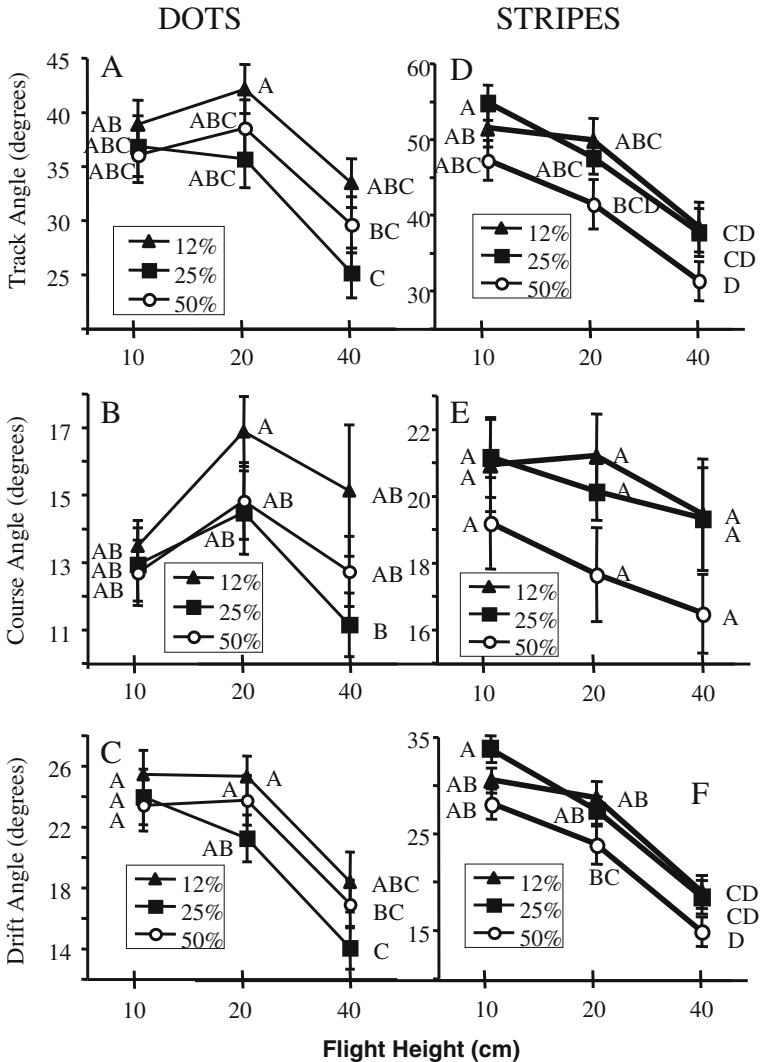 DOTS
STRIPES
A
Track Angle (degrees)
45
40
35
30
25
AB
ABC
ABC
A
ABC
ABC
ABC
BC
C
12%
25%
50%
10 20 40
D
60
50
40
30
A
AB
ABC
ABC
ABC
BCD
CD
CD
D
12%
25%
50%
10 20 40
B
Course Angle (degrees)
17
15
13
11
AB
AB
AB
A
AB
AB
AB
AB
B
12%
25%
50%
10 20 40
E
22
20
18
16
A
A
A
A
A
A
A
A
A
12%
25%
50%
10 20 40
C
Drift Angle (degrees)
26
22
18
14
A
A
A
A
A
AB
ABC
BC
C
12%
25%
50%
10 20 40
F
35
25
15
A
AB
AB
AB
AB
BC
CD
CD
D
12%
25%
50%
10 20 40
Flight Height (cm)